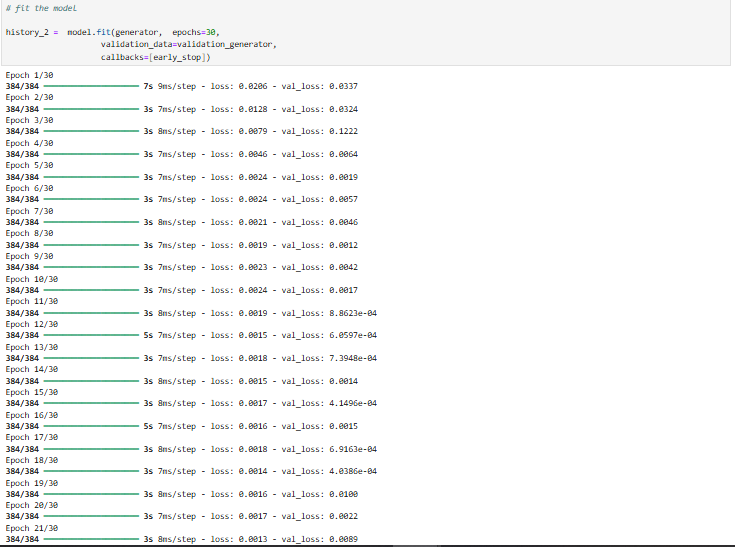 # fit the model
history_2 = model.fit(generator, epochs=30,
validation_data=validation_generator,
callbacks=[early_stop])
Epoch 1/30
384/384 7s 9ms/step - loss: 0.0206 - val_loss: 0.0337
Epoch 2/30
384/384 3s 7ms/step - loss: 0.0128 - val_loss: 0.0324
Epoch 3/30
384/384 3s 8ms/step - loss: 0.0079 - val_loss: 0.1222
Epoch 4/30
384/384 3s 7ms/step - loss: 0.0046 - val_loss: 0.0064
Epoch 5/30
384/384 3s 7ms/step - loss: 0.0024 - val_loss: 0.0019
Epoch 6/30
384/384 3s 7ms/step - loss: 0.0024 - val_loss: 0.0057
Epoch 7/30
384/384 3s 8ms/step - loss: 0.0021 - val_loss: 0.0046
Epoch 8/30
384/384 3s 7ms/step - loss: 0.0019 - val_loss: 0.0012
Epoch 9/30
384/384 3s 7ms/step - loss: 0.0023 - val_loss: 0.0042
Epoch 10/30
384/384 3s 7ms/step - loss: 0.0024 - val_loss: 0.0017
Epoch 11/30
384/384 3s 8ms/step - loss: 0.0019 - val_loss: 8.8623e-04
Epoch 12/30
384/384 5s 7ms/step - loss: 0.0015 - val_loss: 6.0597e-04
Epoch 13/30
384/384 3s 7ms/step - loss: 0.0018 - val_loss: 7.3948e-04
Epoch 14/30
384/384 3s 8ms/step - loss: 0.0015 - val_loss: 0.0014
Epoch 15/30
384/384 3s 8ms/step - loss: 0.0017 - val_loss: 4.1496e-04
Epoch 16/30
384/384 5s 7ms/step - loss: 0.0016 - val_loss: 0.0015
Epoch 17/30
384/384 3s 8ms/step - loss: 0.0018 - val_loss: 6.9163e-04
Epoch 18/30
384/384 3s 7ms/step - loss: 0.0014 - val_loss: 4.0386e-04
Epoch 19/30
384/384 3s 8ms/step - loss: 0.0016 - val_loss: 0.0100
Epoch 20/30
384/384 3s 7ms/step - loss: 0.0017 - val_loss: 0.0022
Epoch 21/30
384/384 3s 8ms/step - loss: 0.0013 - val_loss: 0.0089